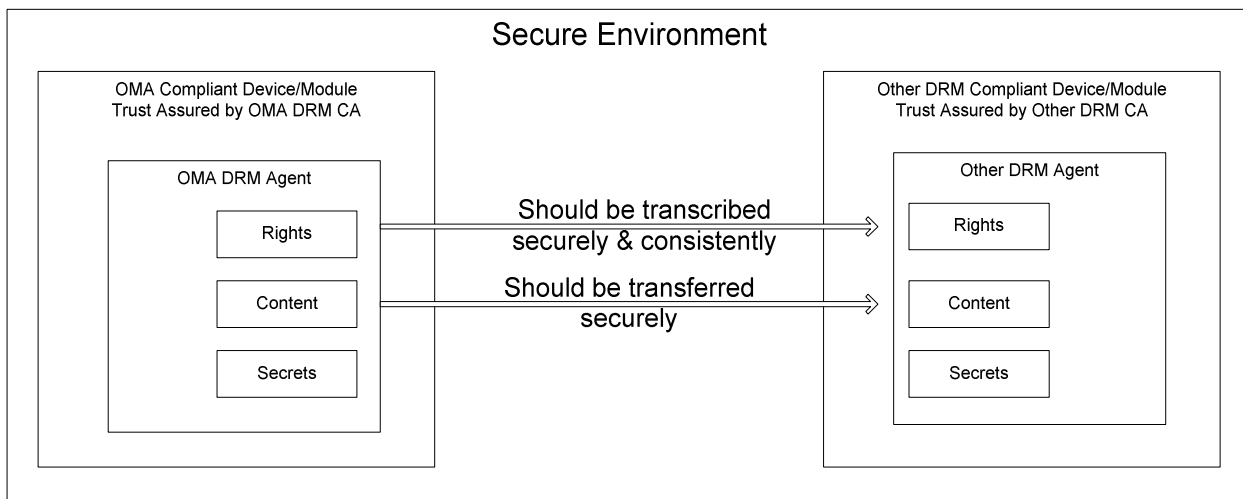 Secure Environment
OMA Compliant Device/Module
Trust Assured by OMA DRM CA
OMA DRM Agent
Rights
Content
Secrets
Should be transcribed
securely & consistently
Should be transferred
securely
Other DRM Compliant Device/Module
Trust Assured by Other DRM CA
Other DRM Agent
Rights
Content
Secrets